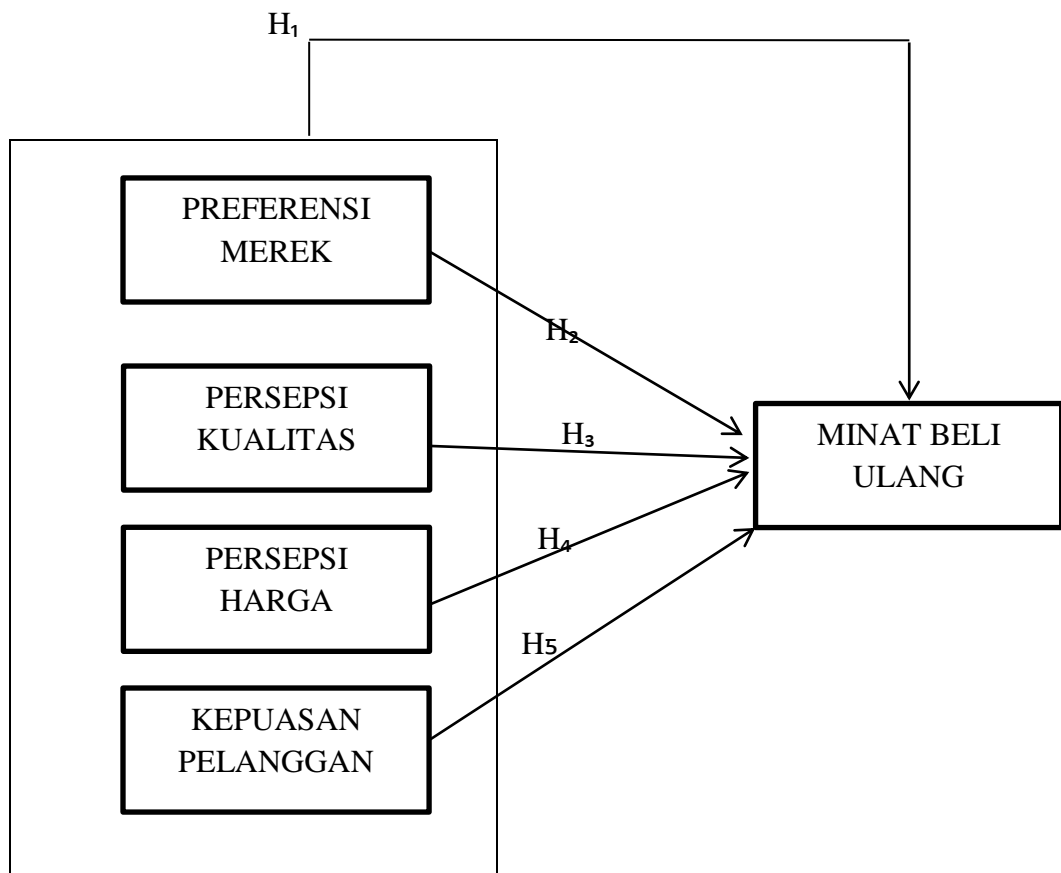 H₁
PREFERENSI
MEREK
H₂
PERSEPSI
KUALITAS
H₃
MINAT BELI
ULANG
PERSEPSI
HARGA
H₄
H₅
KEPUASAN
PELANGGAN